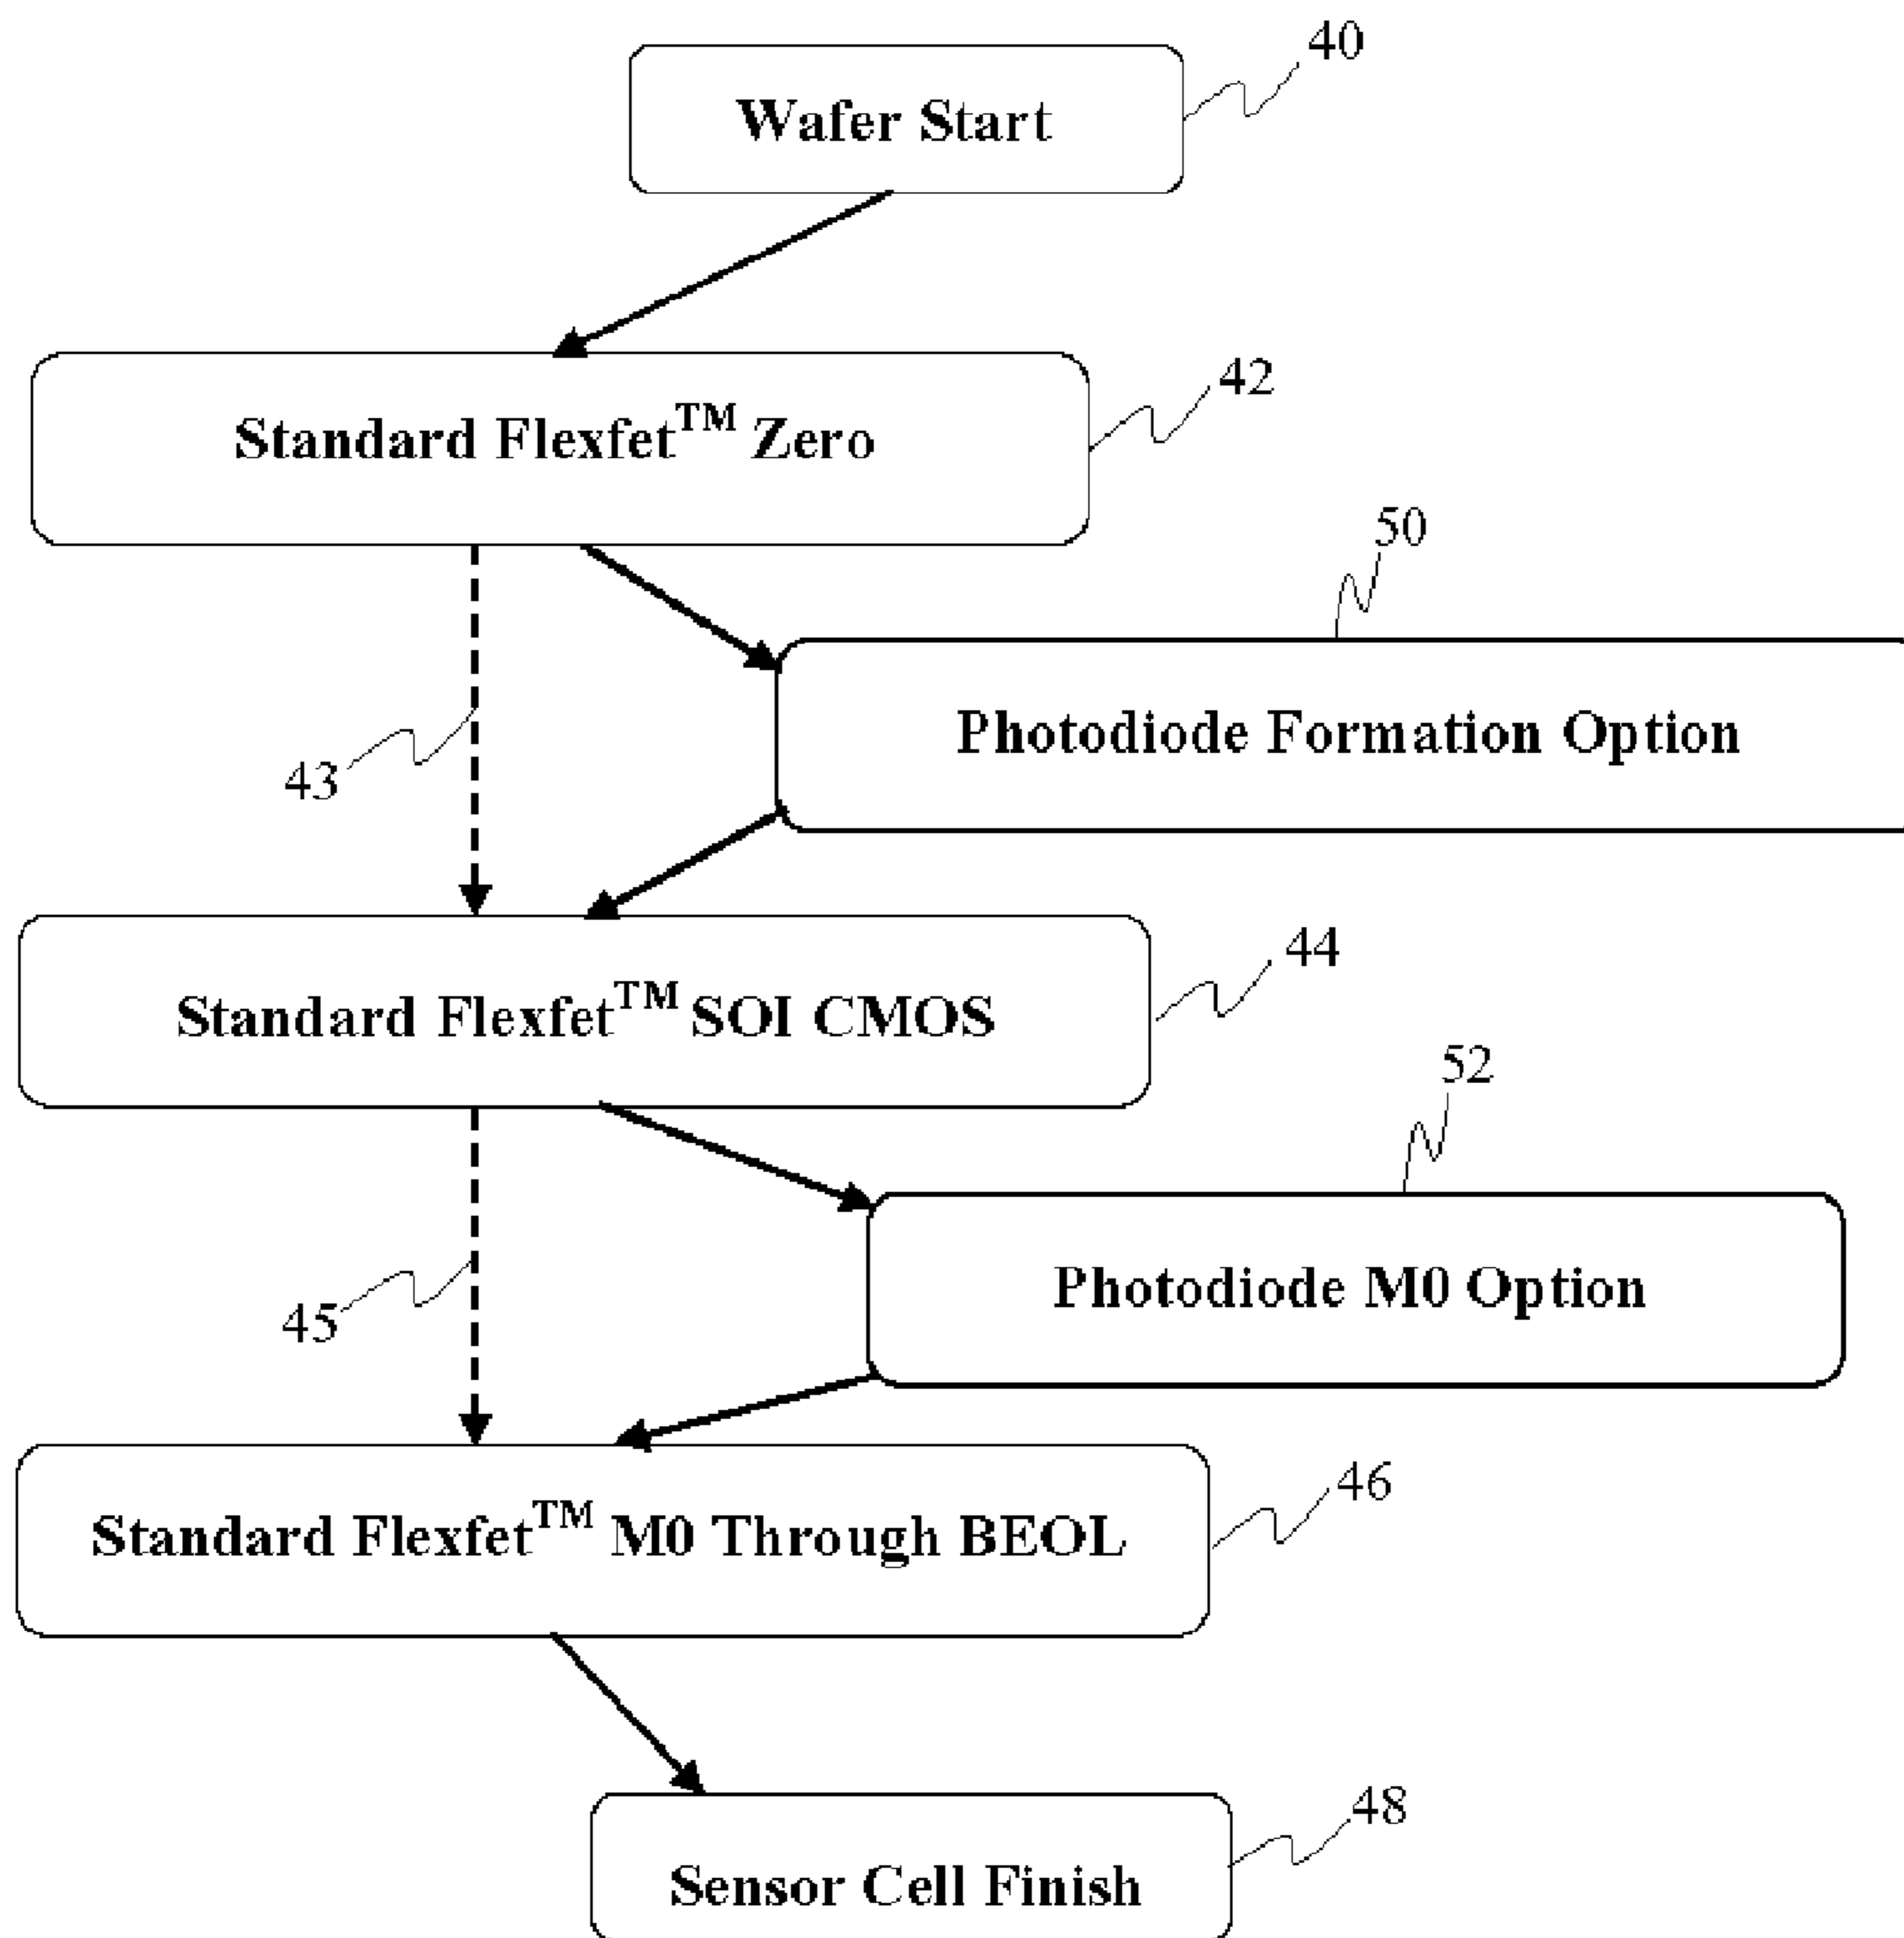 40
Wafer Start
42
Standard Flexfet™ Zero
50
Photodiode Formation Option
43
44
Standard Flexfet™ SOI CMOS
52
Photodiode M0 Option
45
46
Standard Flexfet™ M0 Through BEOL
48
Sensor Cell Finish